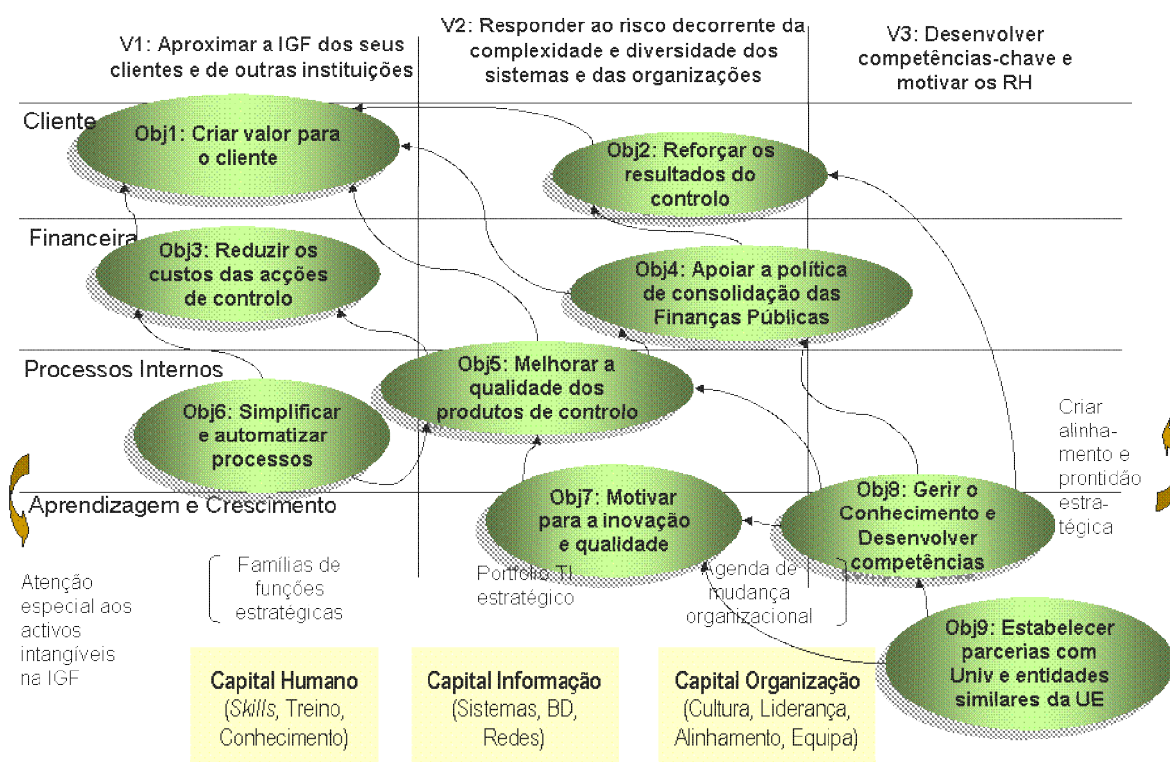 V1: Aproximar a IGF dos seus
clientes e de outras instituições
V2: Responder ao risco decorrente da
complexidade e diversidade dos
sistemas e das organizações
V3: Desenvolver
competências-chave e
motivar os RH
Cliente
Obj1: Criar valor para
o cliente
Obj2: Reforçar os
resultados do
controlo
Financeira
Obj3: Reduzir os
custos das acções
de controlo
Obj4: Apoiar a política
de consolidação das
Finanças Públicas
Processos Internos
Obj5: Melhorar a
qualidade dos
produtos de controlo
Obj6: Simplificar
e automatizar
processos
Criar
alinha-
mento e
prontidão
estra-
tégica
Aprendizagem e Crescimento
Obj7: Motivar
para a inovação
e qualidade
Obj8: Gerir o
Conhecimento e
Desenvolver
competências
Atenção
especial aos
activos
intangíveis
na IGF
Famílias de
funções
estratégicas
Portfolio TI
estratégico
Agenda de
mudança
organizacional
Obj9: Estabelecer
parcerias com
Univ e entidades
similares da UE
Capital Humano
(Skills, Treino,
Conhecimento)
Capital Informação
(Sistemas, BD,
Redes)
Capital Organização
(Cultura, Liderança,
Alinhamento, Equipa)